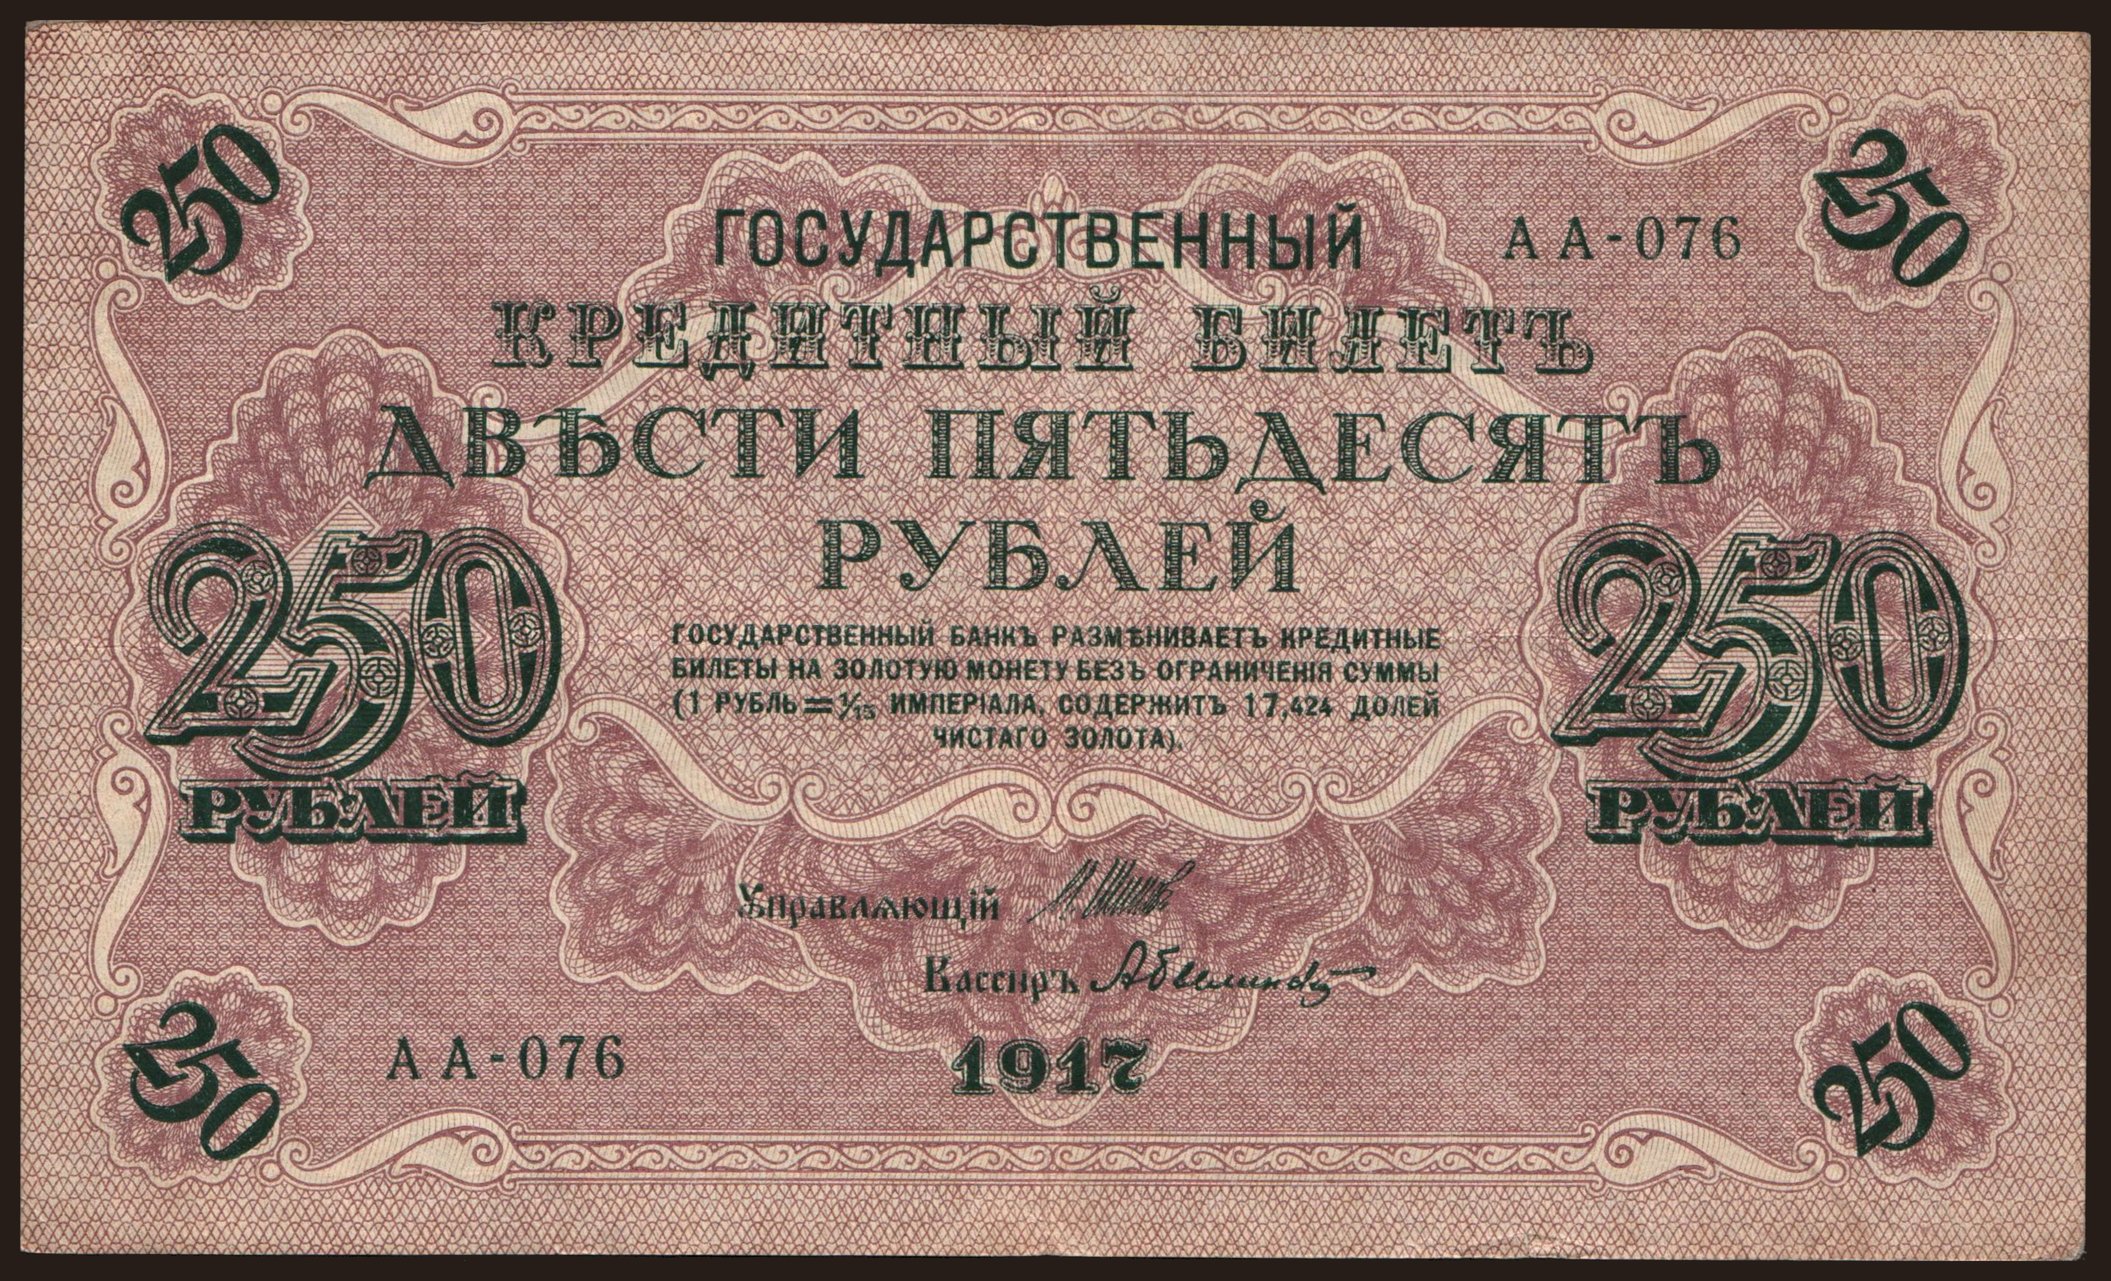 250
250
ГОСУДАРСТВЕННЫЙ
АА-076
КРЕДИТНЫЙ БИЛЕТЪ
ДВѢСТИ ПЯТЬДЕСЯТЪ
РУБЛЕЙ
250
250
ГОСУДАРСТВЕННЫЙ БАНКЪ РАЗМѢНИВАЕТЪ КРЕДИТНЫЕ
БИЛЕТЫ НА ЗОЛОТУЮ МОНЕТУ БЕЗЪ ОГРАНИЧЕНІЯ СУММЫ
(1 РУБЛЬ=1/15 ИМПЕРІАЛА, СОДЕРЖИТЪ 17,424 ДОЛЕЙ
ЧИСТАГО ЗОЛОТА).
РУБЛЕЙ
РУБЛЕЙ
Управляющій
Кассиръ
АА-076
1917
250
250